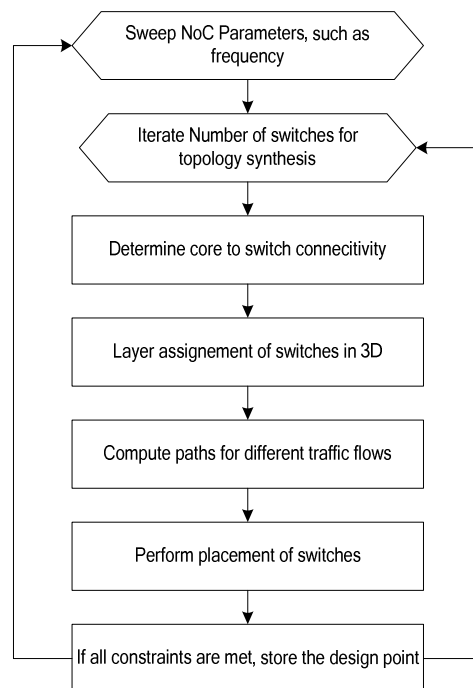 Sweep NoC Parameters, such as
frequency
Iterate Number of switches for
topology synthesis
Determine core to switch connecitivity
Layer assignement of switches in 3D
Compute paths for different traffic flows
Perform placement of switches
If all constraints are met, store the design point